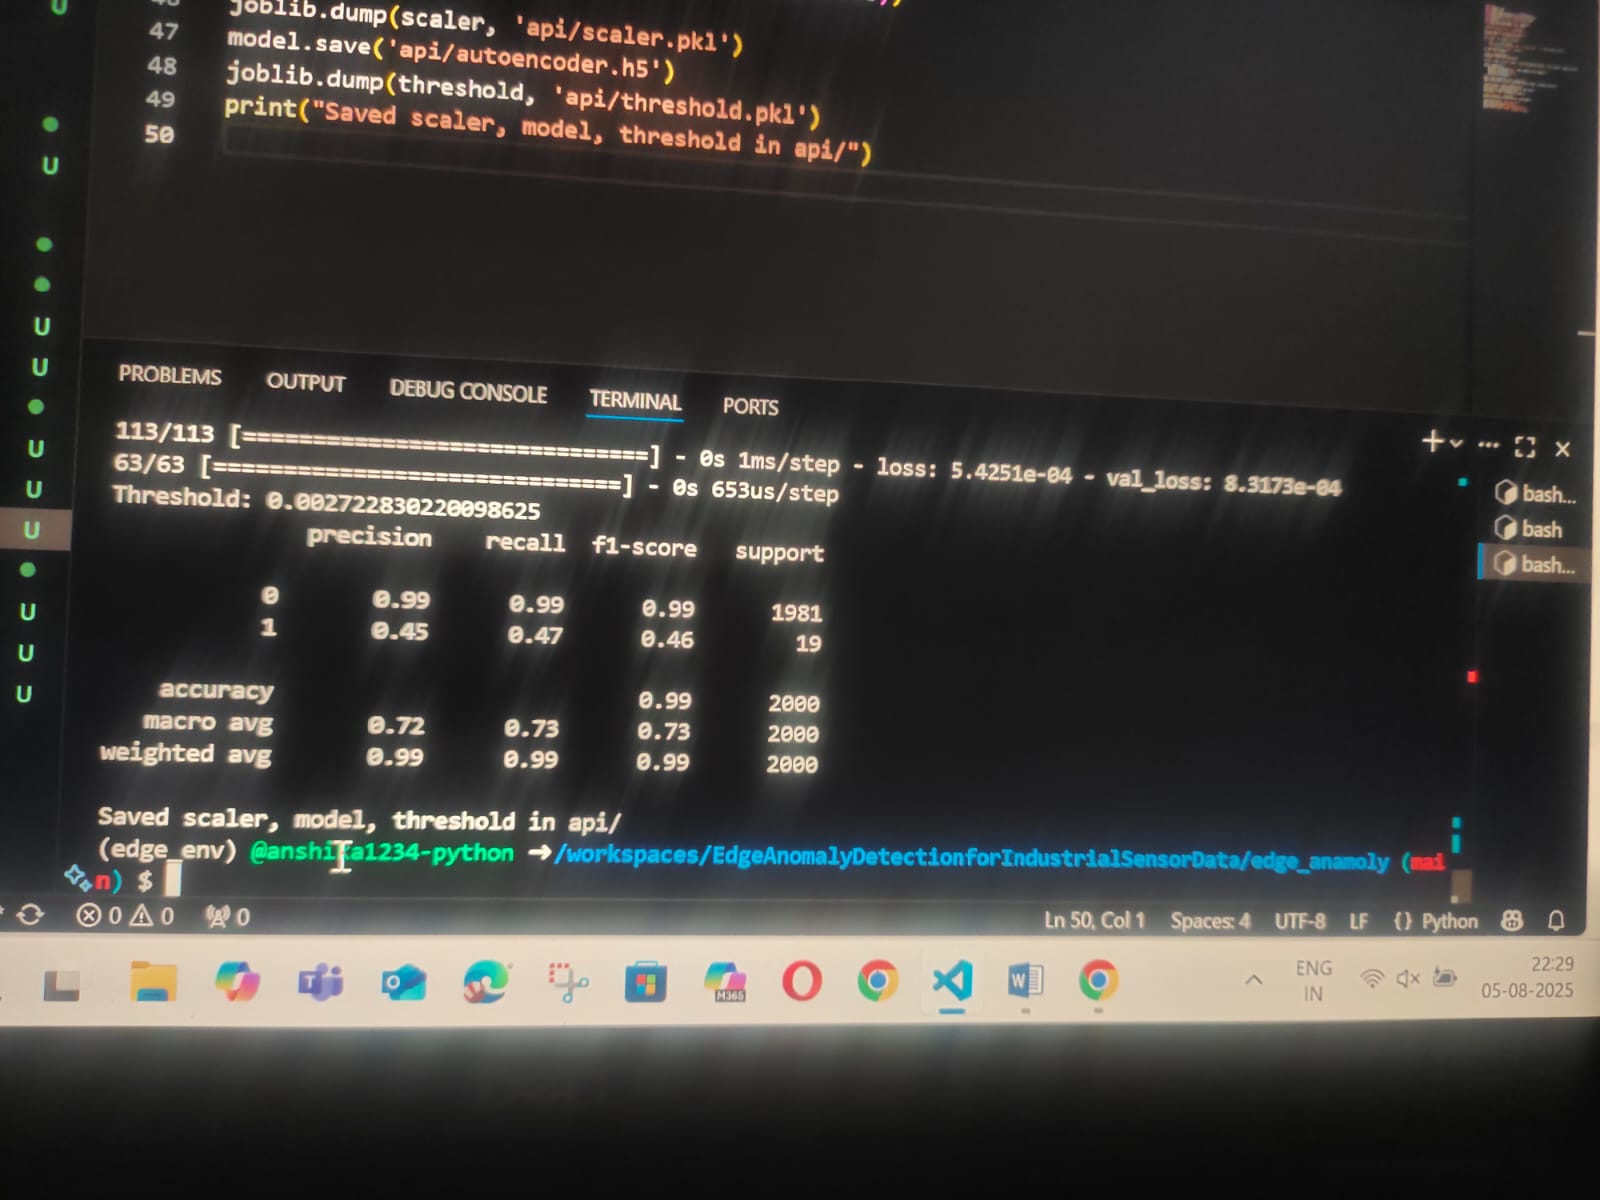 joblib.dump(scaler, 'api/scaler.pkl')
47 model.save('api/autoencoder.h5')
48 joblib.dump(threshold, 'api/threshold.pkl')
49 print("Saved scaler, model, threshold in api/")
50
U
U
U
U
U
U
U
U
U
U
PROBLEMS OUTPUT DEBUG CONSOLE TERMINAL PORTS
113/113 [==============================] - 0s 1ms/step - loss: 5.4251e-04 - val_loss: 8.3173e-04
63/63 [==============================] - 0s 653us/step
Threshold: 0.002722830220098625
precision recall f1-score support
0 0.99 0.99 0.99 1981
1 0.45 0.47 0.46 19
accuracy 0.99 2000
macro avg 0.72 0.73 0.73 2000
weighted avg 0.99 0.99 0.99 2000
Saved scaler, model, threshold in api/
(edge_env) @anshika1234-python →/workspaces/EdgeAnomalyDetectionforIndustrialSensorData/edge_anamoly (mai
n) $
bash...
bash
bash...
0 0 0 Ln 50, Col 1 Spaces: 4 UTF-8 LF {} Python
M365
ENG
IN
22:29
05-08-2025